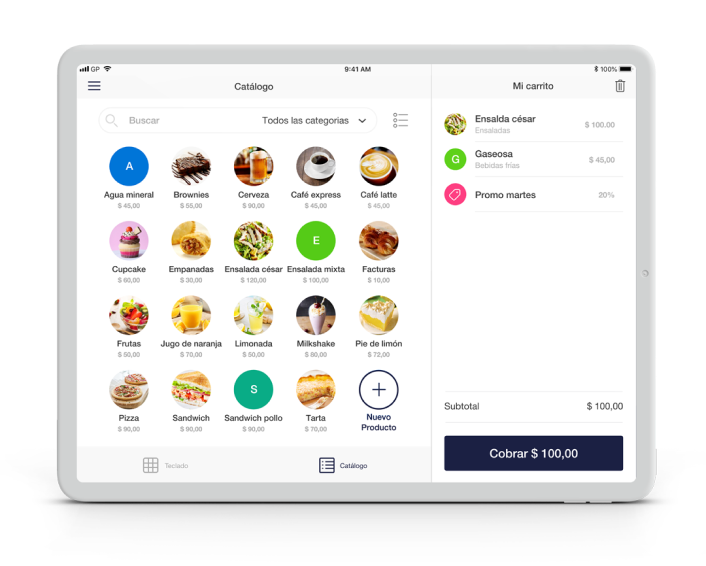 GP
9:41 AM
100%
Catálogo
Mi carrito
Buscar
Todos las categorias
A
Agua mineral
$ 45,00
Brownies
$ 55,00
Cerveza
$ 90,00
Café express
$ 45,00
Café latte
$ 45,00
Cupcake
$ 60,00
Empanadas
$ 30,00
Ensalada césar
$ 120,00
E
Ensalada mixta
$ 100,00
Facturas
$ 10,00
Frutas
$ 50,00
Jugo de naranja
$ 70,00
Limonada
$ 50,00
Milkshake
$ 80,00
Pie de limón
$ 72,00
Pizza
$ 90,00
Sandwich
$ 90,00
S
Sandwich pollo
$ 90,00
Tarta
$ 70,00
Nuevo
Producto
Teclado
Catálogo
Ensalda césar
Ensaladas
$ 100.00
G
Gaseosa
Bebidas frías
$ 45,00
Promo martes
20%
Subtotal
$ 100,00
Cobrar $ 100,00